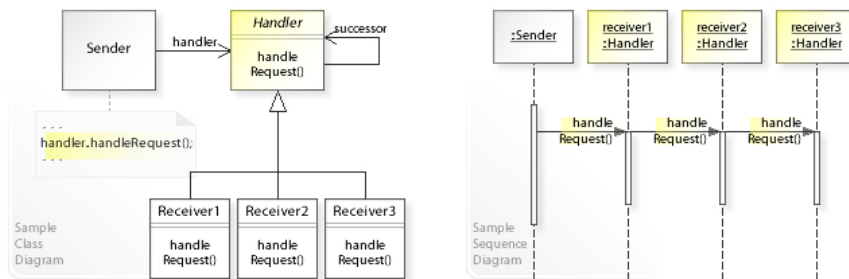 Sender
handler
Handler
successor
handle
Request()
. . .
handler.handleRequest();
. . .
Receiver1
handle
Request()
Receiver2
handle
Request()
Receiver3
handle
Request()
Sample
Class
Diagram
:Sender
receiver1
:Handler
receiver2
:Handler
receiver3
:Handler
handle
Request()
handle
Request()
handle
Request()
Sample
Sequence
Diagram